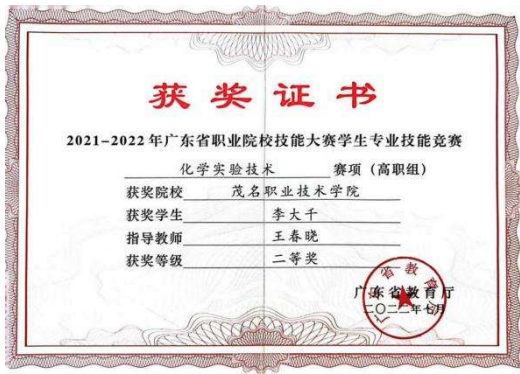 获奖证书
2021-2022年广东省职业院校技能大赛学生专业技能竞赛
化学实验技术 赛项（高职组）
获奖院校 茂名职业技术学院
获奖学生 李大千
指导教师 王春晓
获奖等级 二等奖
广东省教育厅
二〇二二年七月